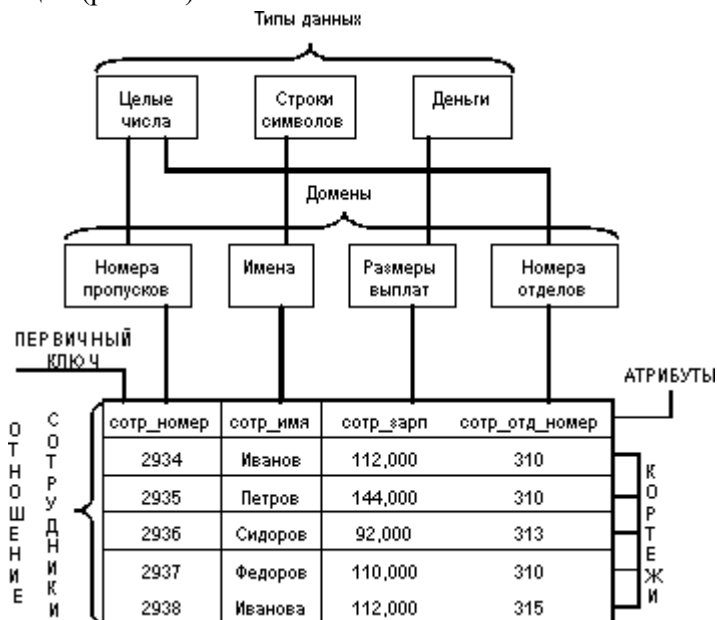 Типы данных
Целые числа
Строки символов
Деньги
Домены
Номера пропусков
Имена
Размеры выплат
Номера отделов
ПЕРВИЧНЫЙ КЛЮЧ
АТРИБУТЫ
ОТНОШЕНИЕ
СОТРУДНИКИ
сотр_номер сотр_имя сотр_зарп сотр_отд_номер
2934 Иванов 112,000 310
2935 Петров 144,000 310
2936 Сидоров 92,000 313
2937 Федоров 110,000 310
2938 Иванова 112,000 315
КОРТЕЖИ